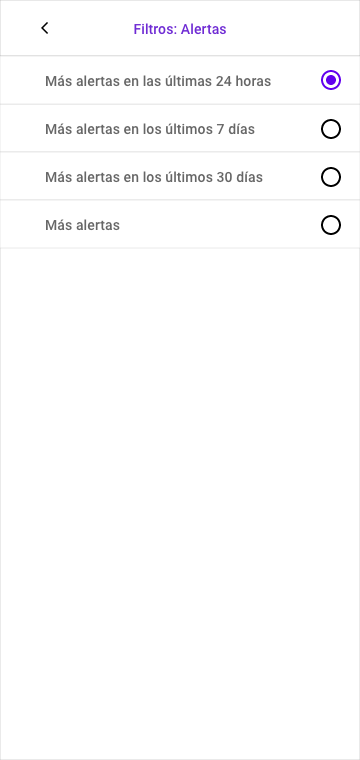 Filtros: Alertas
Más alertas en las últimas 24 horas
Más alertas en los últimos 7 días
Más alertas en los últimos 30 días
Más alertas